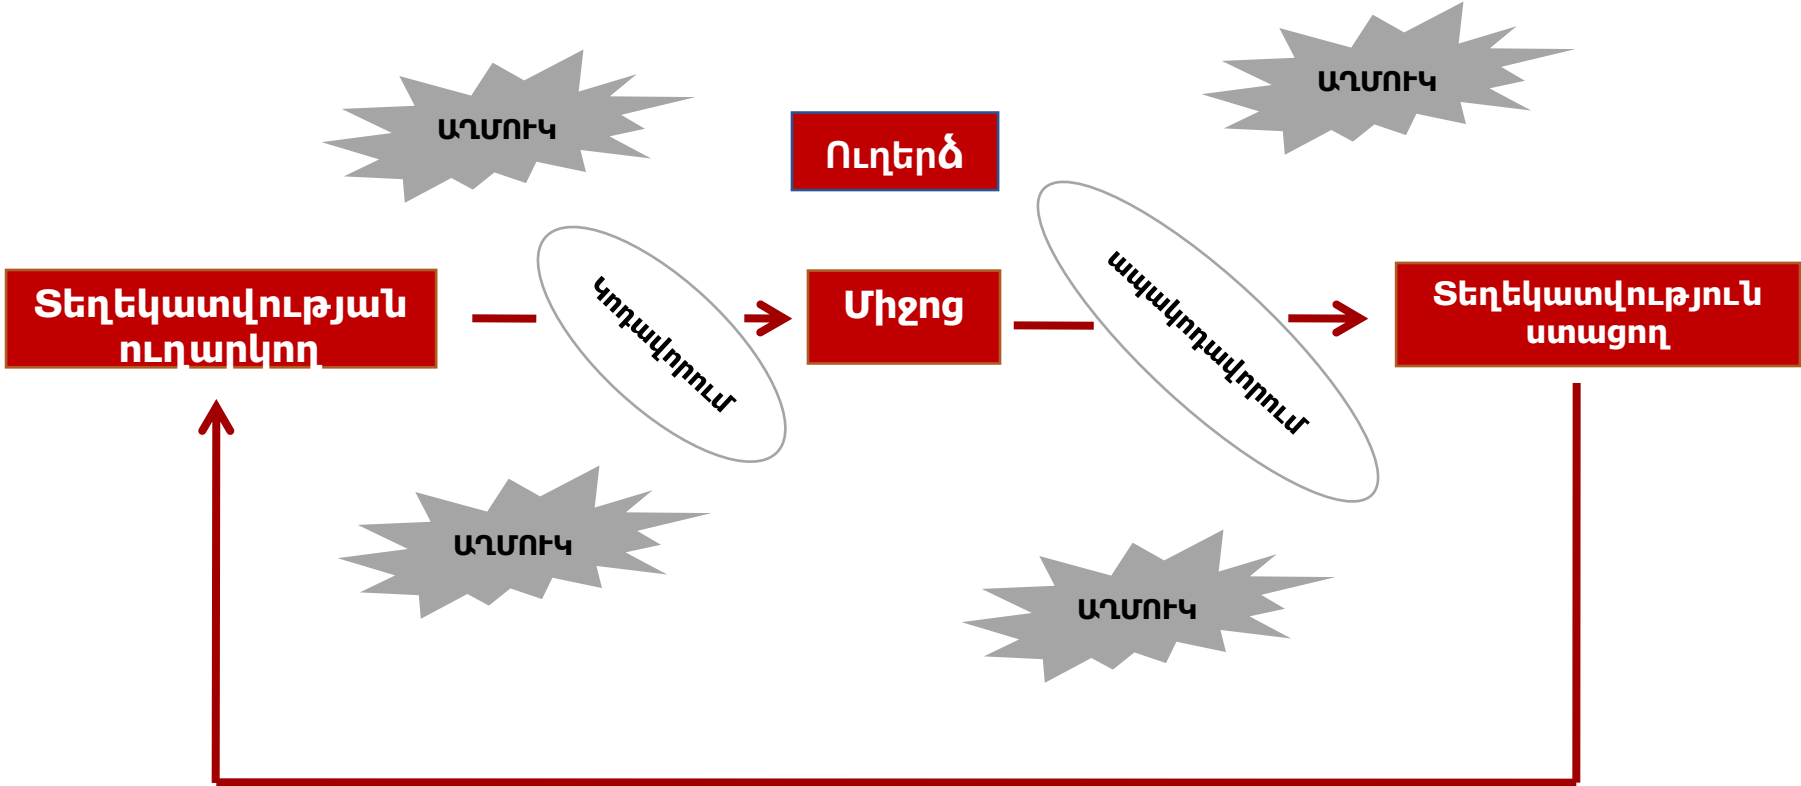 ԱՂՄՈՒԿ
ԱՂՄՈՒԿ
Ուղերձ
Տեղեկատվության
ուղարկող
կոդավորում
Միջոց
ապակոդավորում
Տեղեկատվություն
ստացող
ԱՂՄՈՒԿ
ԱՂՄՈՒԿ